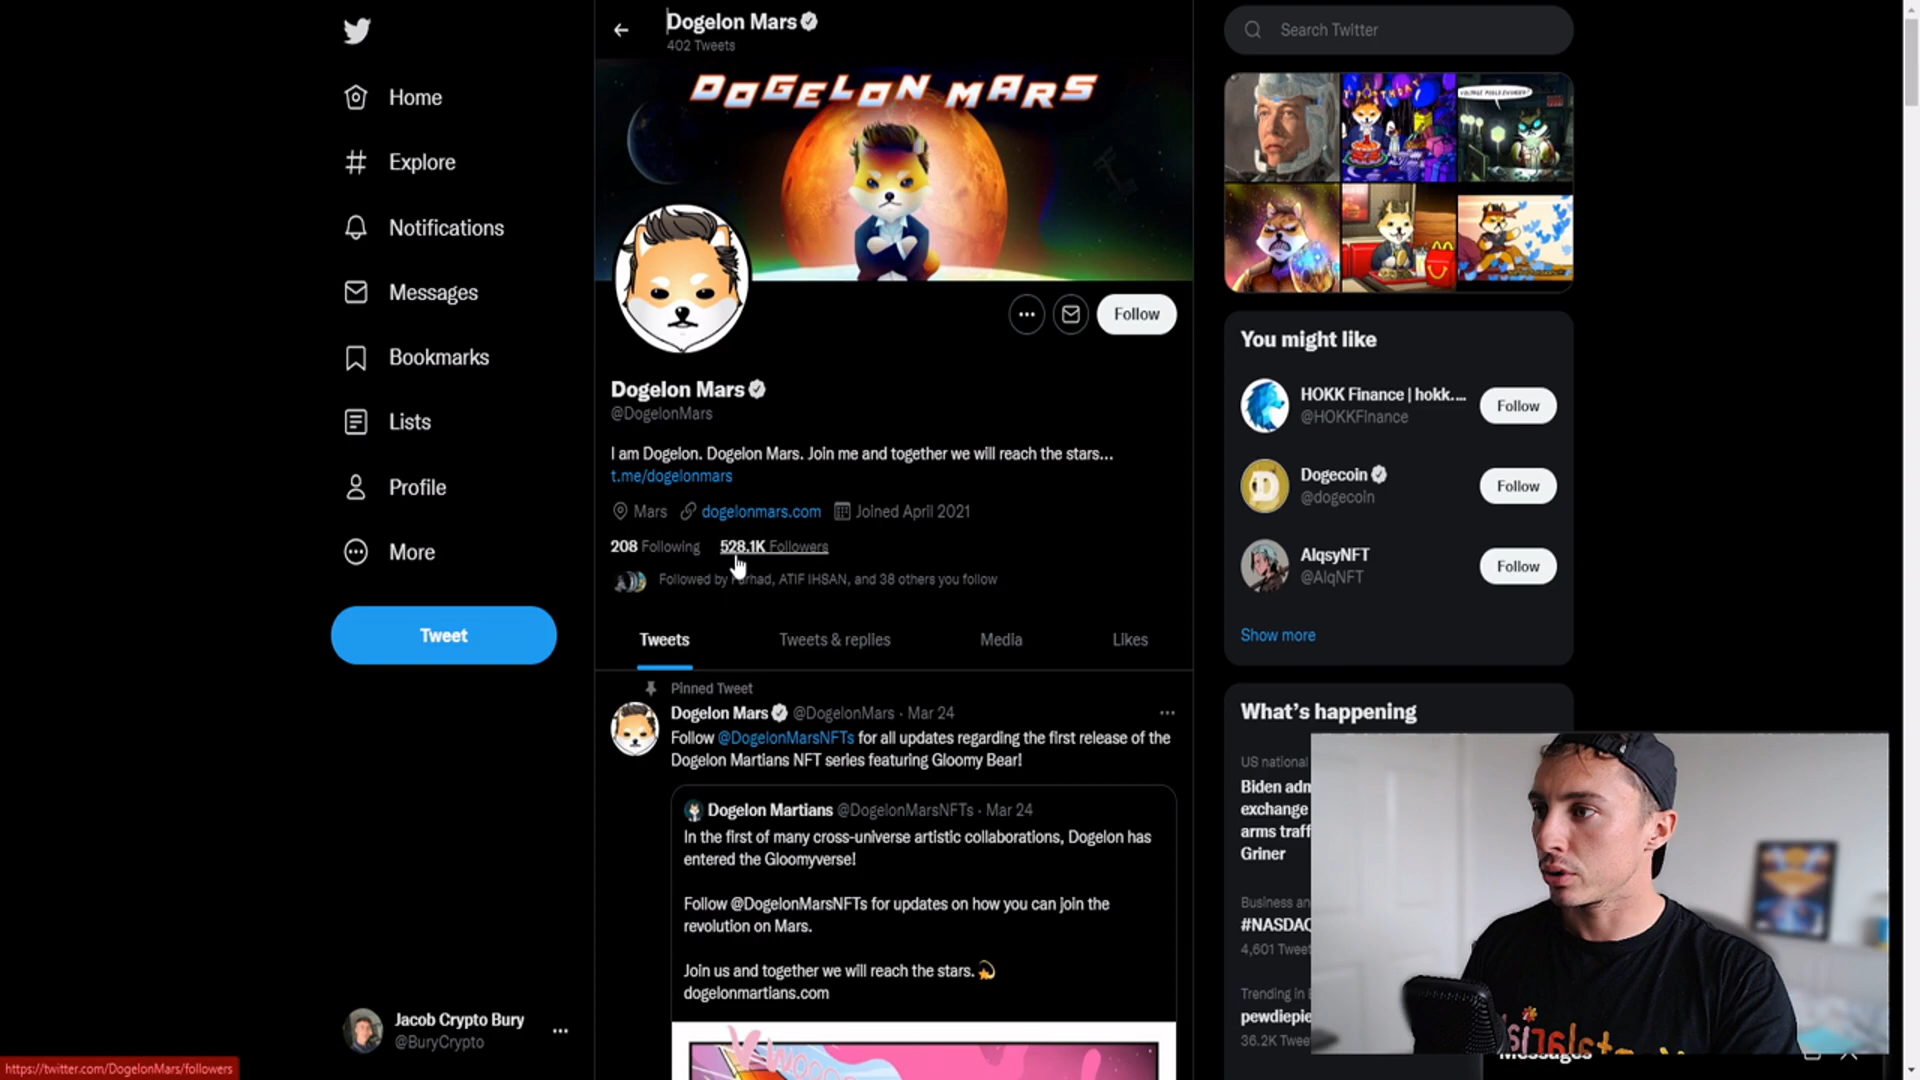 Dogelon Mars
402 Tweets
DOGELON MARS
Search Twitter
Home
Explore
Notifications
Messages
Bookmarks
Lists
Profile
More
Tweet
Follow
Dogelon Mars
@DogelonMars
I am Dogelon. Dogelon Mars. Join me and together we will reach the stars...
t.me/dogelonmars
Mars dogelonmars.com Joined April 2021
208 Following 528.1K Followers
Followed by ATIF IHSAN, and 38 others you follow
Tweets Tweets & replies Media Likes
Pinned Tweet
Dogelon Mars @DogelonMars · Mar 24
Follow @DogelonMarsNFTs for all updates regarding the first release of the
Dogelon Martians NFT series featuring Gloomy Bear!
Dogelon Martians @DogelonMarsNFTs · Mar 24
In the first of many cross-universe artistic collaborations, Dogelon has
entered the Gloomyverse!
Follow @DogelonMarsNFTs for updates on how you can join the
revolution on Mars.
Join us and together we will reach the stars.
dogelonmartians.com
You might like
HOKK Finance | hokk....
@HOKKFinance
Follow
Dogecoin
@dogecoin
Follow
AlqsyNFT
@AlqNFT
Follow
Show more
What's happening
US national
Biden adm
exchange
arms traff
Griner
Business an
#NASDAQ
4,601 Tweet
Trending in
pewdiepie
36.2K Twee
Messages
Jacob Crypto Bury
@BuryCrypto
https://twitter.com/DogelonMars/followers